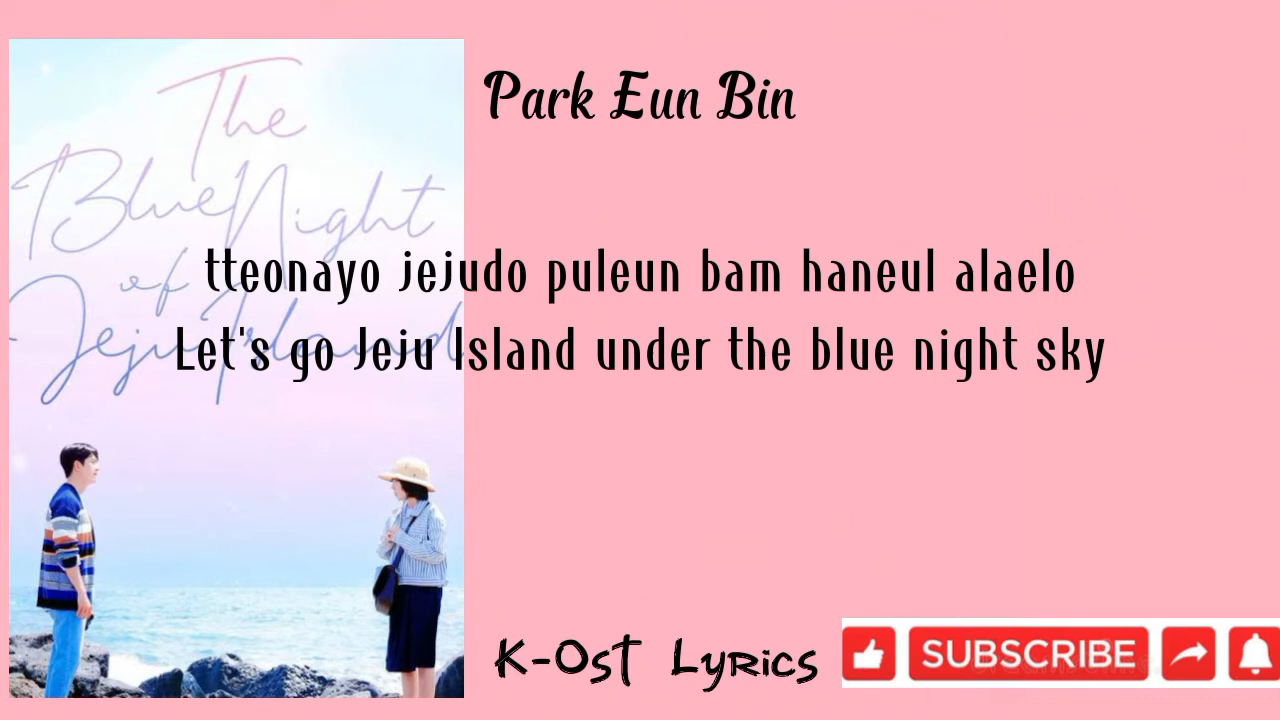 The
Blue Night
of
Jeju Island
Park Eun Bin
tteonayo jejudo puleun bam haneul alaelo
Let's go Jeju Island under the blue night sky
K-Ost Lyrics
SUBSCRIBE